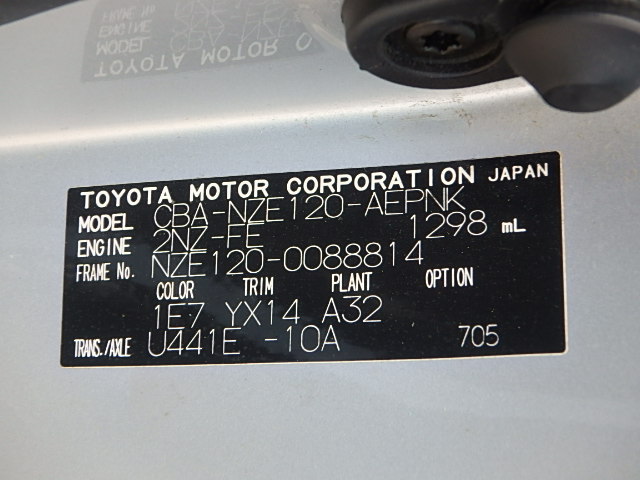 TOYOTA MOTOR CORPORATION JAPAN
MODEL CBA-NZE120-AEPNK
ENGINE 2NZ-FE 1298 mL
FRAME No. NZE120-0088814
COLOR TRIM PLANT OPTION
1E7 YX14 A32
TRANS./AXLE U441E -10A 705